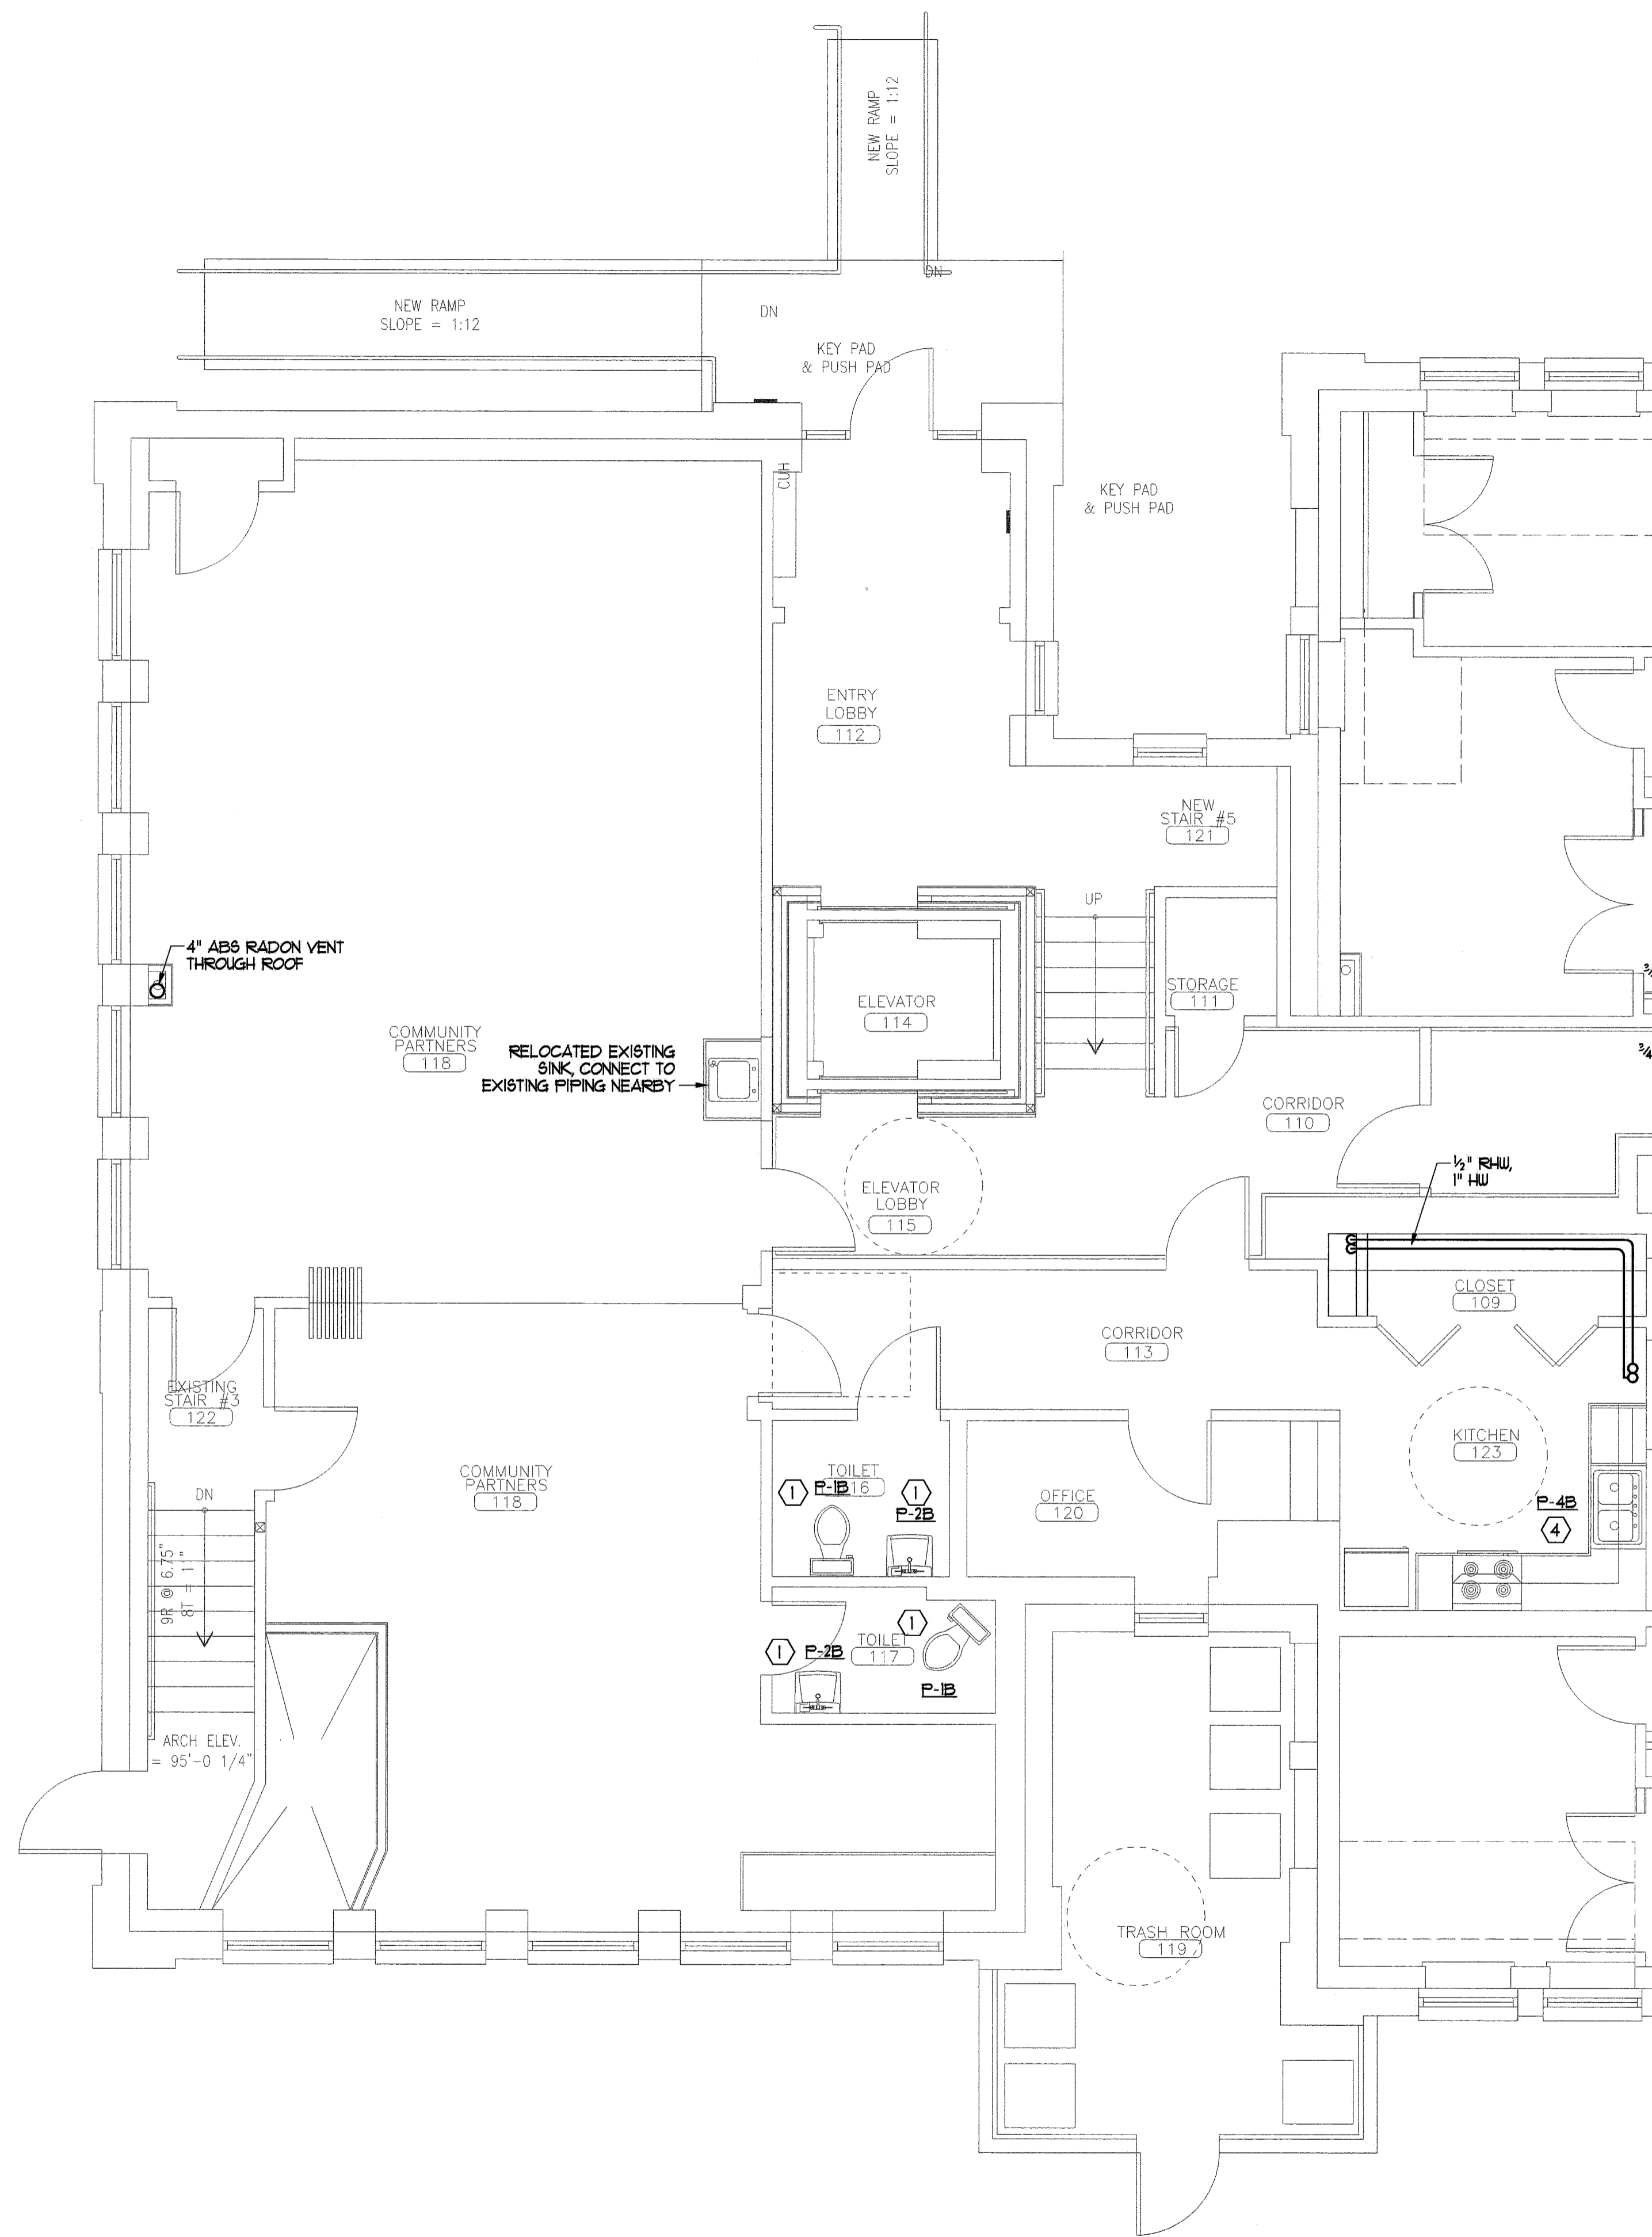 NEW RAMP
SLOPE = 1:12
DN
NEW RAMP
SLOPE = 1:12
DN
KEY PAD
& PUSH PAD
CUH
KEY PAD
& PUSH PAD
ENTRY
LOBBY
112
NEW
STAIR #5
121
UP
4" ABS RADON VENT
THROUGH ROOF
STORAGE
111
ELEVATOR
114
COMMUNITY
PARTNERS
118
RELOCATED EXISTING
SINK, CONNECT TO
EXISTING PIPING NEARBY
3/4
CORRIDOR
110
½" RHW,
1" HW
ELEVATOR
LOBBY
115
CLOSET
109
CORRIDOR
113
EXISTING
STAIR #3
122
KITCHEN
123
COMMUNITY
PARTNERS
118
DN
TOILET
116
1
P-1B
1
P-2B
OFFICE
120
P-4B
4
9R @ 6.75"
8T = 11"
1
TOILET
117
1
P-2B
P-1B
ARCH ELEV.
= 95'-0 1/4"
TRASH ROOM
119